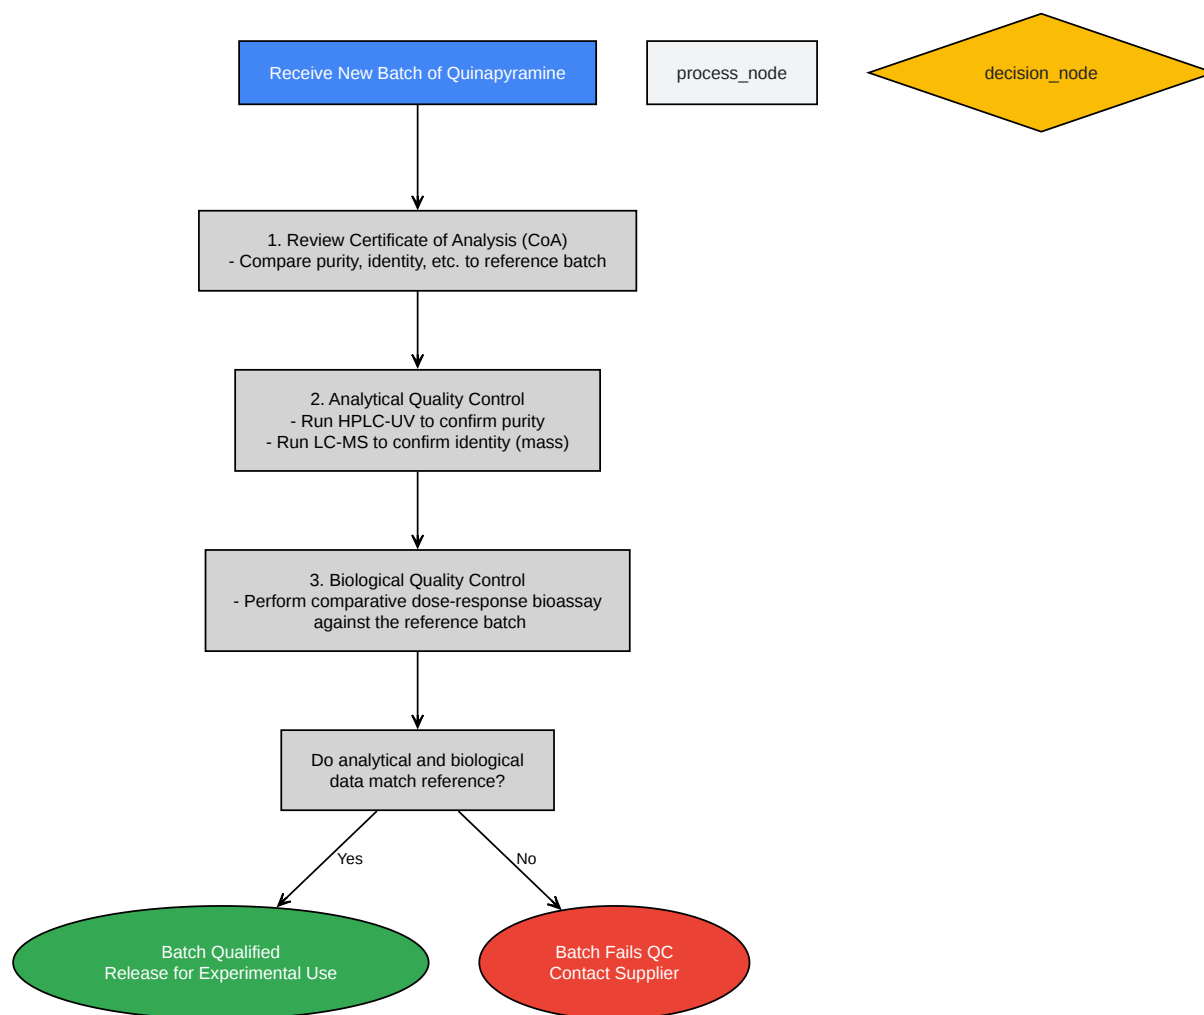 Receive New Batch of Quinapyramine
process_node
decision_node
1. Review Certificate of Analysis (CoA)
- Compare purity, identity, etc. to reference batch
2. Analytical Quality Control
- Run HPLC-UV to confirm purity
- Run LC-MS to confirm identity (mass)
3. Biological Quality Control
- Perform comparative dose-response bioassay
against the reference batch
Do analytical and biological
data match reference?
Yes
No
Batch Qualified
Release for Experimental Use
Batch Fails QC
Contact Supplier